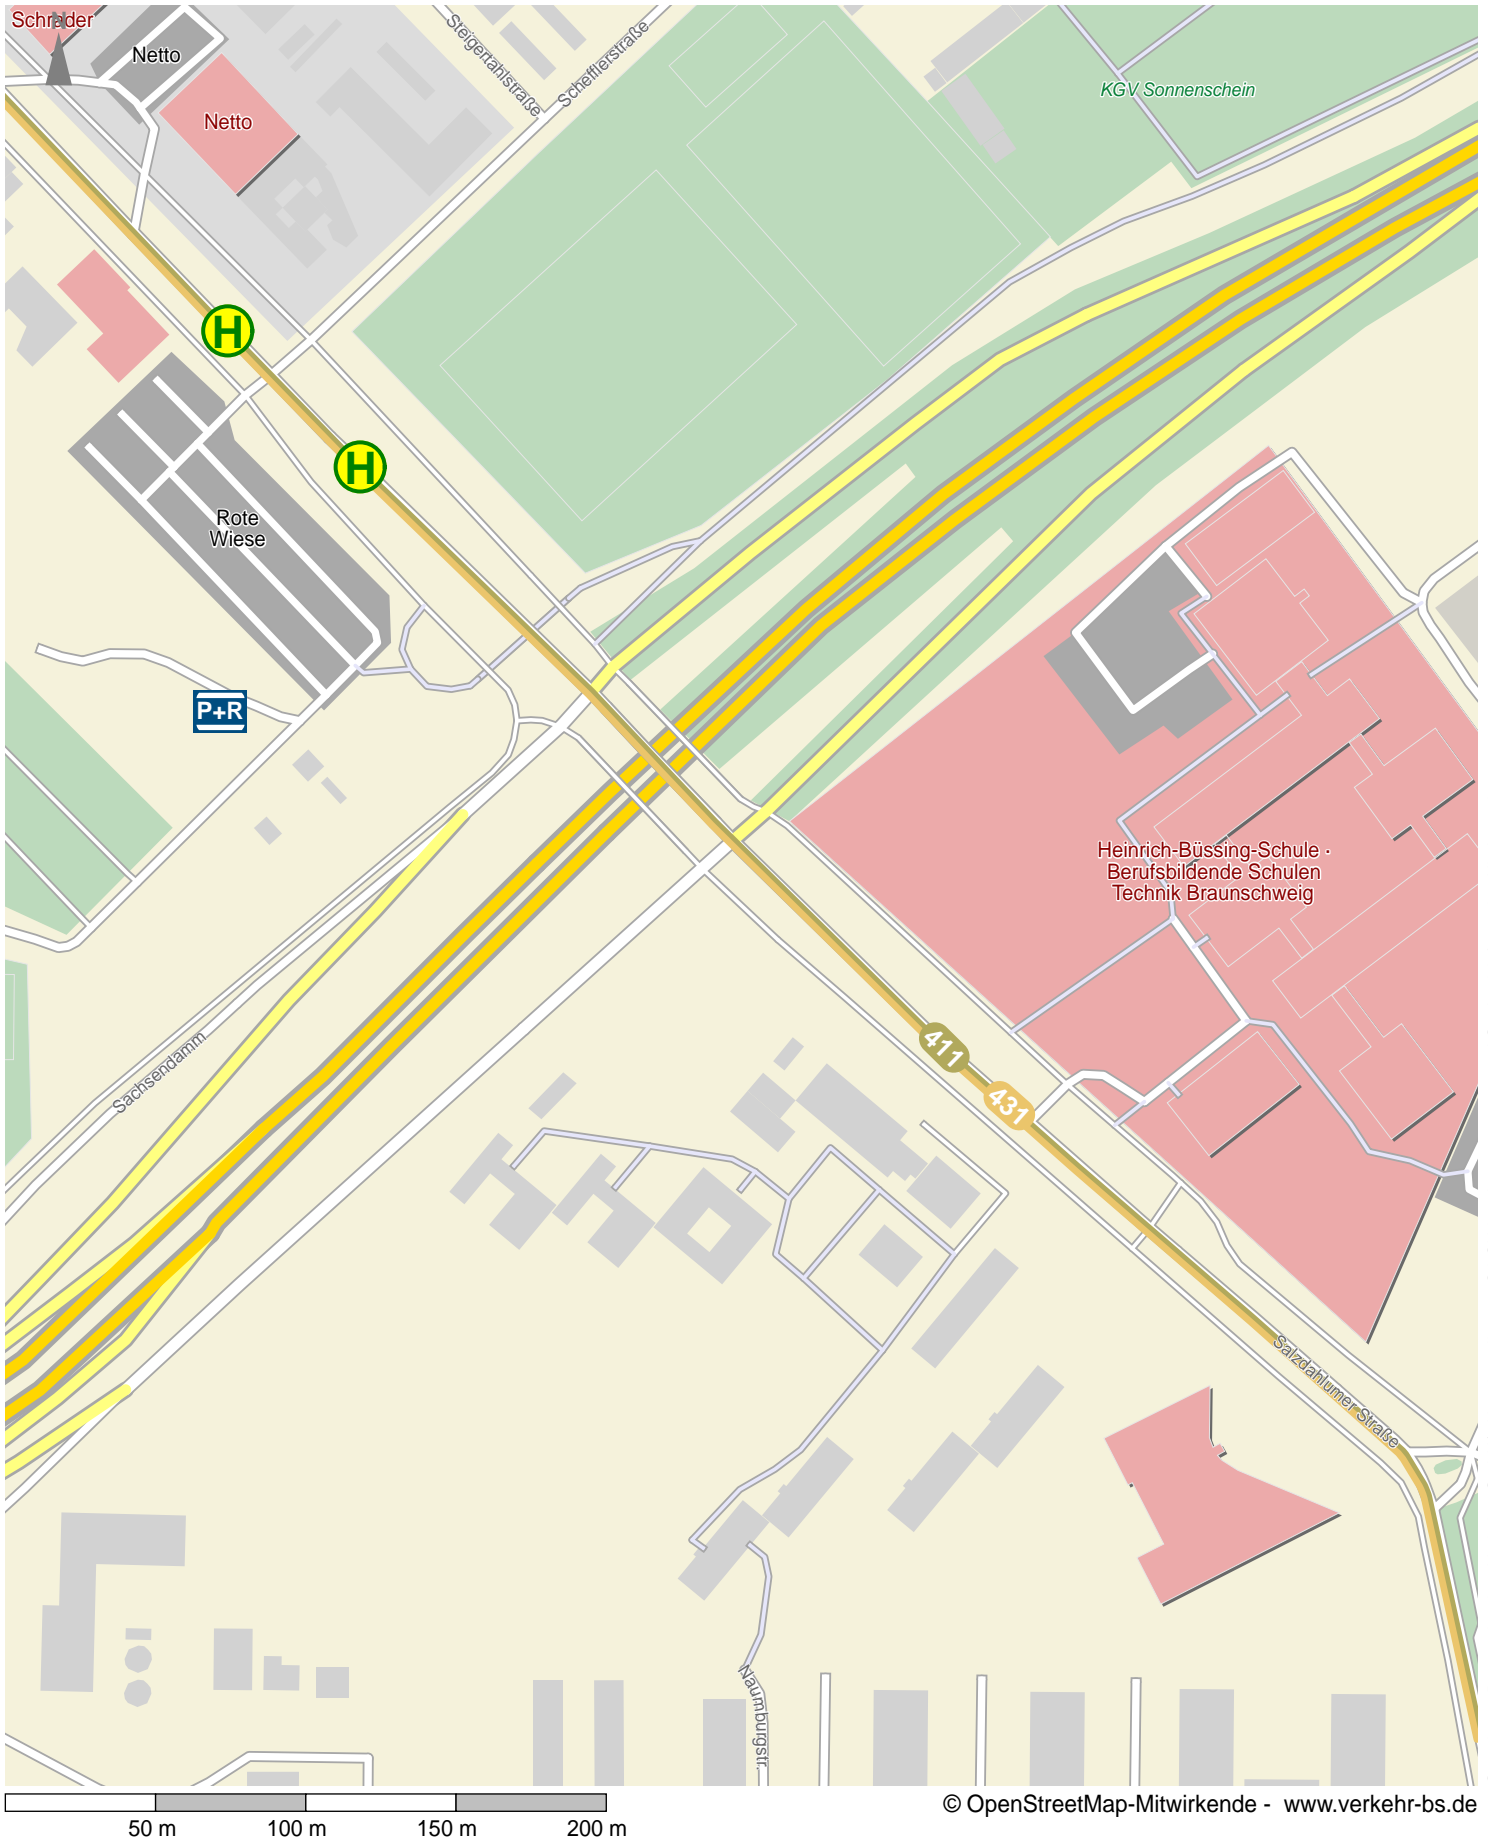 Schrader
N
Netto
Netto
Steigertahlstraße
Schefflerstraße
KGV Sonnenschein
H
H
Rote
Wiese
P+R
Heinrich-Büssing-Schule ·
Berufsbildende Schulen
Technik Braunschweig
Sachsendamm
411
431
Salzdahlumer Straße
Naumburgstr.
50 m
100 m
150 m
200 m
© OpenStreetMap-Mitwirkende - www.verkehr-bs.de